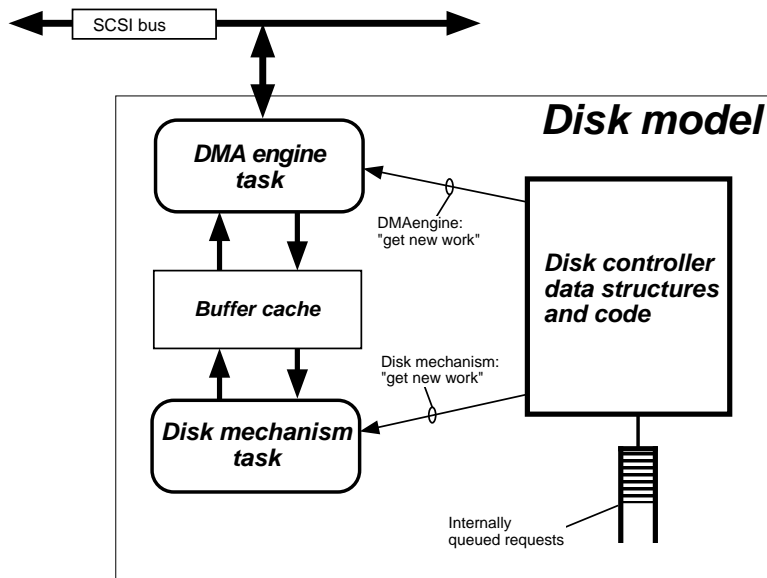 SCSI bus
Disk model
DMA engine
task
DMAengine:
"get new work"
Disk controller
data structures
and code
Buffer cache
Disk mechanism:
"get new work"
Disk mechanism
task
Internally
queued requests